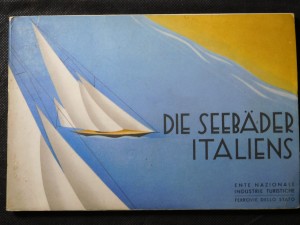 DIE SEEBÄDER
ITALIENS
ENTE NAZIONALE
INDUSTRIE TURISTICHE
FERROVIE DELLO STATO